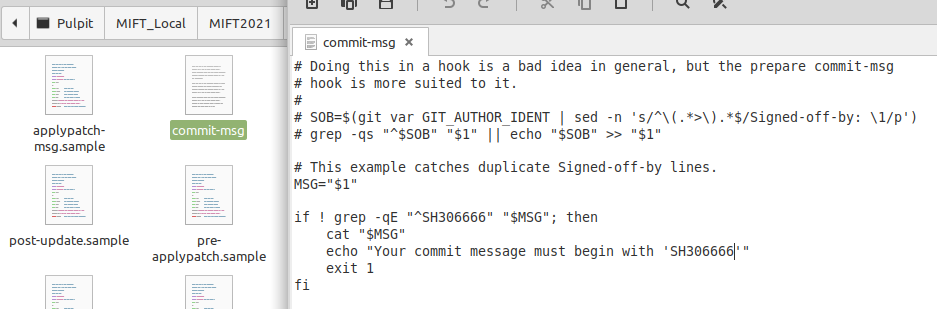 Pulpit MIFT_Local MIFT2021
applypatch-
msg.sample
commit-msg
post-update.sample
pre-
applypatch.sample
commit-msg ×
# Doing this in a hook is a bad idea in general, but the prepare commit-msg
# hook is more suited to it.
#
# SOB=$(git var GIT_AUTHOR_IDENT | sed -n 's/^\(.*>\).*$/Signed-off-by: \1/p')
# grep -qs "^$SOB" "$1" || echo "$SOB" >> "$1"
# This example catches duplicate Signed-off-by lines.
MSG="$1"
if ! grep -qE "^SH306666" "$MSG"; then
    cat "$MSG"
    echo "Your commit message must begin with 'SH306666'"
    exit 1
fi